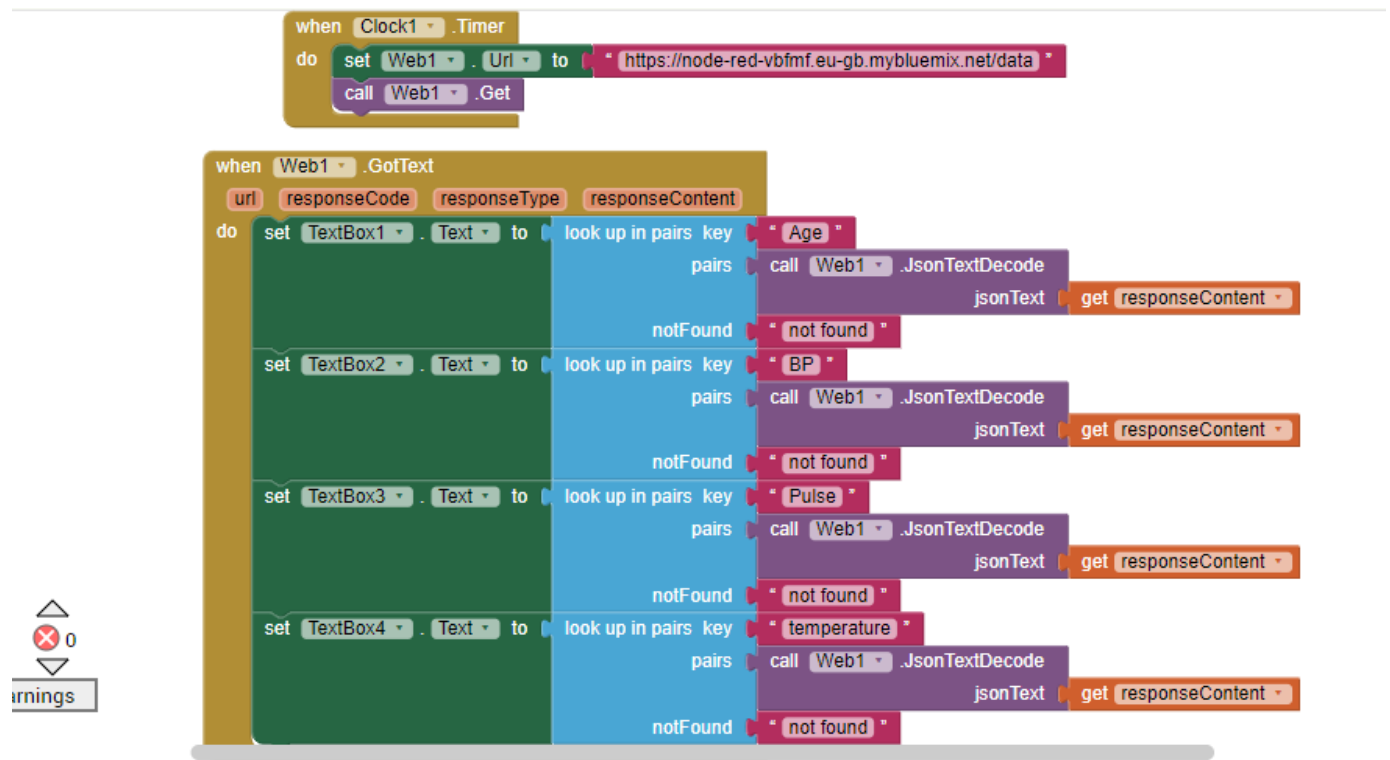 when Clock1 .Timer
do set Web1 . Url to " https://node-red-vbfmf.eu-gb.mybluemix.net/data "
call Web1 .Get
when Web1 .GotText
url responseCode responseType responseContent
do set TextBox1 . Text to look up in pairs key " Age "
pairs call Web1 .JsonTextDecode
jsonText get responseContent
notFound " not found "
set TextBox2 . Text to look up in pairs key " BP "
pairs call Web1 .JsonTextDecode
jsonText get responseContent
notFound " not found "
set TextBox3 . Text to look up in pairs key " Pulse "
pairs call Web1 .JsonTextDecode
jsonText get responseContent
notFound " not found "
0
set TextBox4 . Text to look up in pairs key " temperature "
pairs call Web1 .JsonTextDecode
arnings
jsonText get responseContent
notFound " not found "